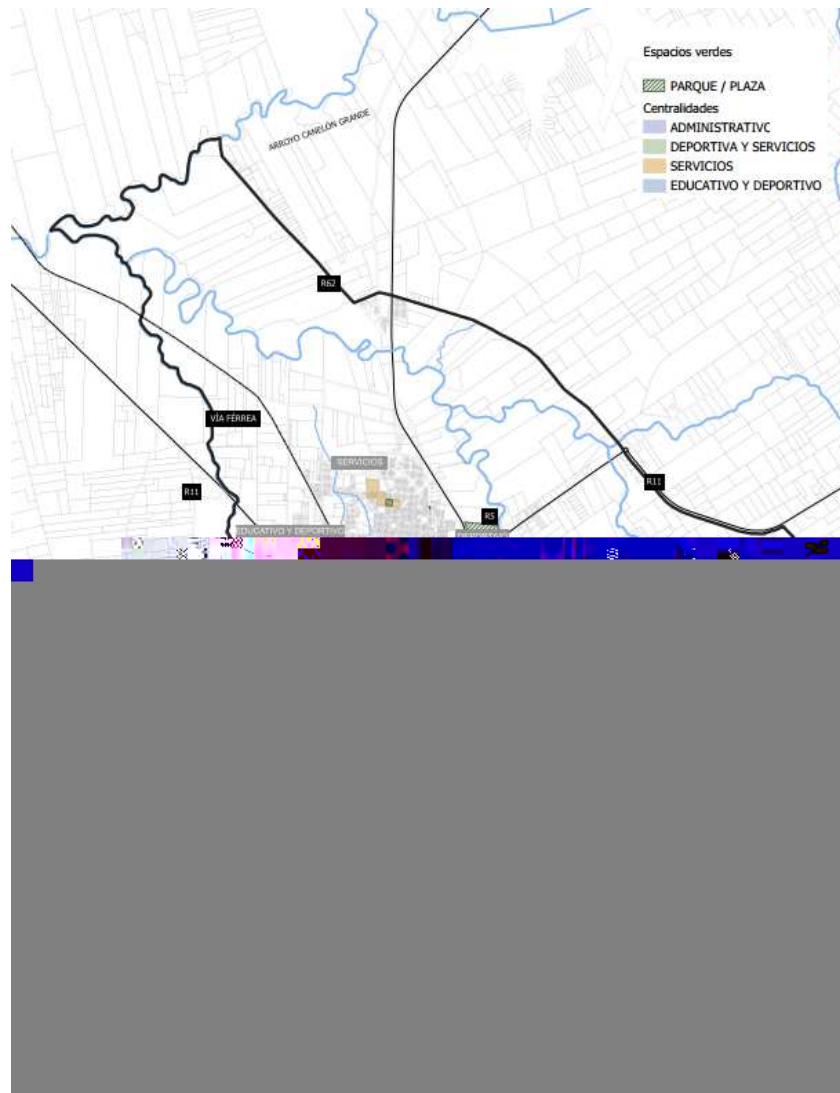 Espacios verdes
PARQUE / PLAZA
Centralidades
ADMINISTRATIVO
DEPORTIVA Y SERVICIOS
SERVICIOS
EDUCATIVO Y DEPORTIVO
ARROYO CANELÓN GRANDE
R62
VÍA FÉRREA
SERVICIOS
R11
R11
R5
EDUCATIVO Y DEPORTIVO